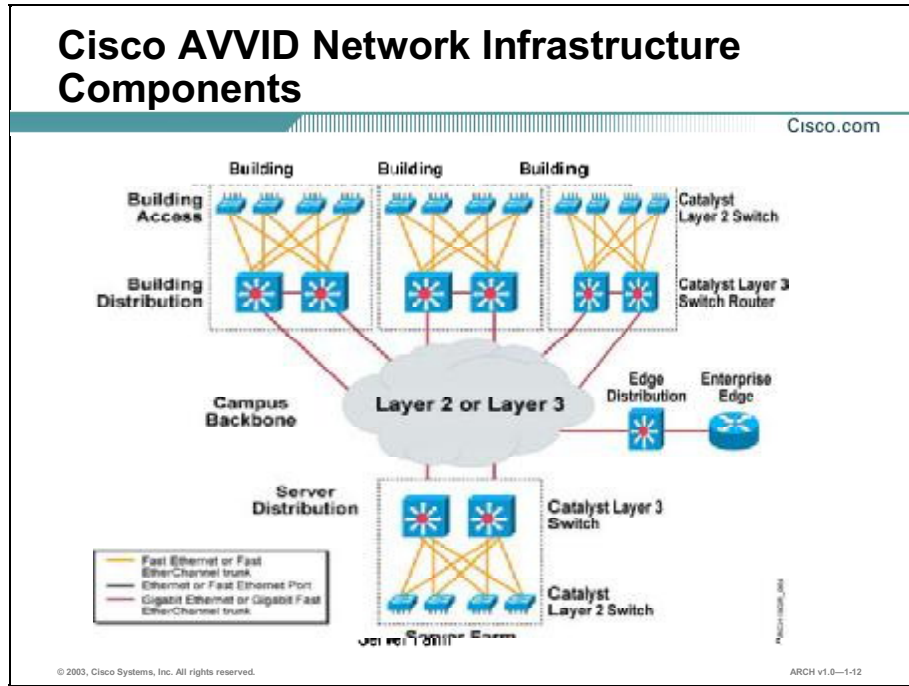 Cisco AVVID Network Infrastructure
Components
Cisco.com
Building
Building
Building
Building
Access
Catalyst
Layer 2 Switch
Building
Distribution
Catalyst Layer 3
Switch Router
Campus
Backbone
Layer 2 or Layer 3
Edge
Distribution
Enterprise
Edge
Server
Distribution
Catalyst Layer 3
Switch
Fast Ethernet or Fast
EtherChannel trunk
Ethernet or Fast Ethernet Port
Gigabit Ethernet or Gigabit Fast
EtherChannel trunk
Catalyst
Layer 2 Switch
Server Farm
© 2003, Cisco Systems, Inc. All rights reserved.
ARCH v1.0—1-12